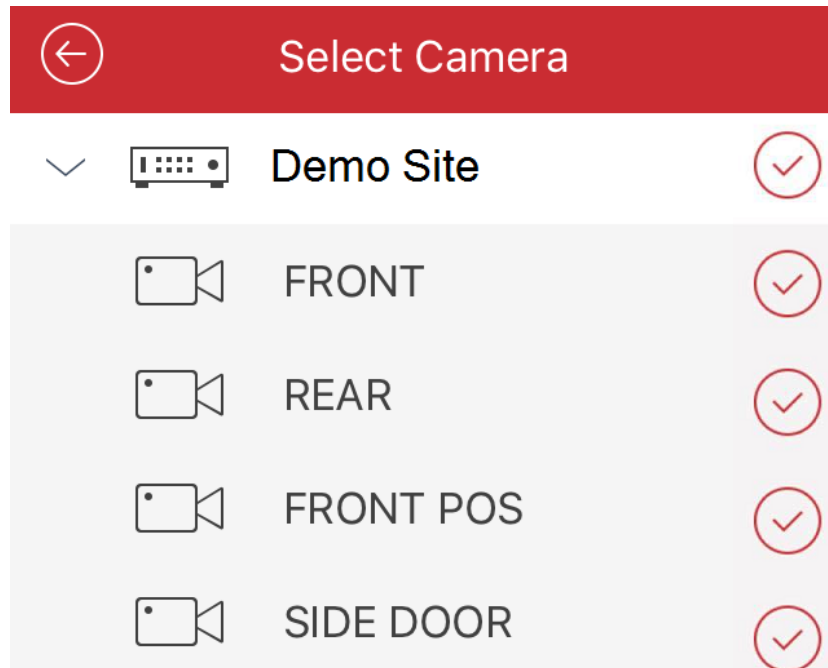 Select Camera
Demo Site
FRONT
REAR
FRONT POS
SIDE DOOR